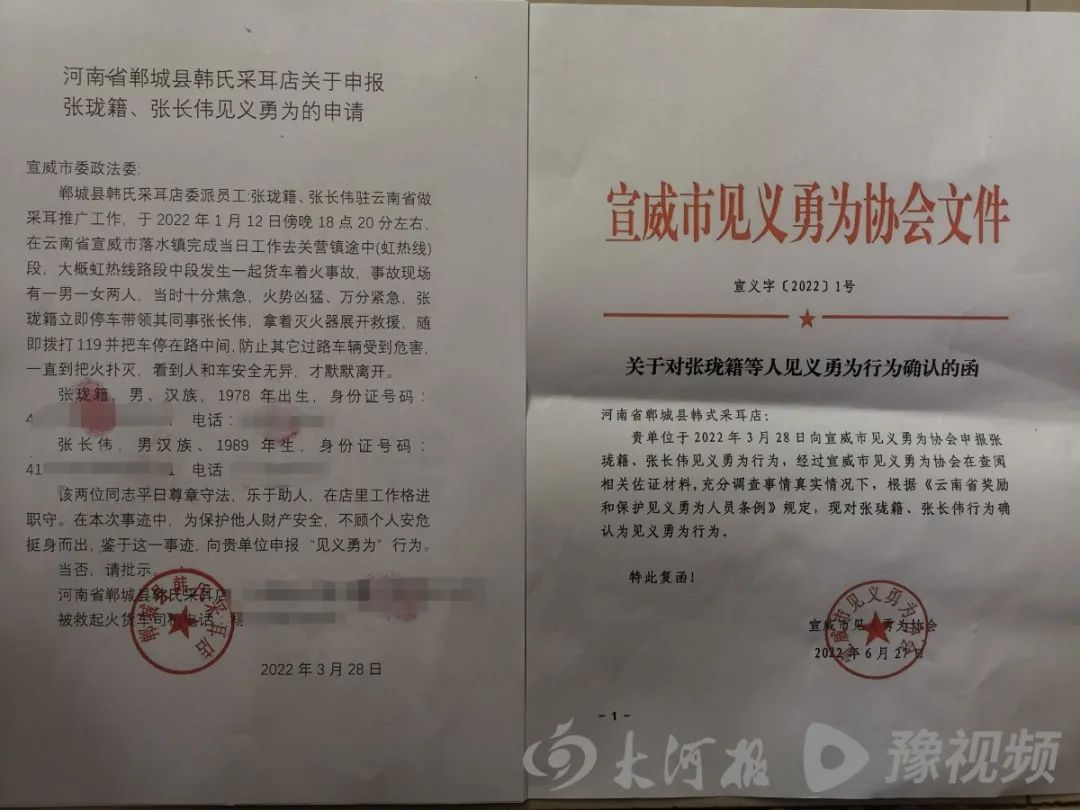 河南省郸城县韩氏采耳店关于申报
张珑籍、张长伟见义勇为的申请
宣威市委政法委:
郸城县韩氏采耳店委派员工:张珑籍、张长伟驻云南省做
采耳推广工作，于2022年1月12日傍晚18点20分左右，
在云南省宣威市落水镇完成当日工作去关营镇途中(虹热线)
段，大概虹热线路段中段发生一起货车着火事故，事故现场
有一男一女两人，当时十分焦急，火势凶猛、万分紧急，张
珑籍立即停车带领其同事张长伟，拿着灭火器展开救援，随
即拨打119并把车停在路中间,防止其它过路车辆受到危害，
一直到把火扑灭，看到人和车安全无异，才默默离开。
张珑籍，男、汉族，1978年出生，身份证号码：
4 ，电话：
张长伟，男汉族、1989年生，身份证号码：
41 1 电话
该两位同志平日尊章守法，乐于助人，在店里工作格进
职守。在本次事迹中，为保护他人财产安全，不顾个人安危
挺身而出，鉴于这一事迹，向贵单位申报“见义勇为”行为。
当否，请批示。
河南省郸城县韩氏采耳店
被救起火货车司机电话
郸城县韩氏采耳店
2022年3月28日
宣威市见义勇为协会文件
宣义字〔2022〕1号
关于对张珑籍等人见义勇为行为确认的函
河南省郸城县韩式采耳店：
贵单位于2022年3月28日向宣威市见义勇为协会申报张
珑籍、张长伟见义勇为行为，经过宣威市见义勇为协会在查阅
相关佐证材料,充分调查事情真实情况下，根据《云南省奖励
和保护见义勇为人员条例》规定，现对张珑籍、张长伟行为确
认为见义勇为行为。
特此复函！
宣威市见义勇为协会
2022年6月27日
宣威市见义勇为协会
- 1 -
大河报
豫视频